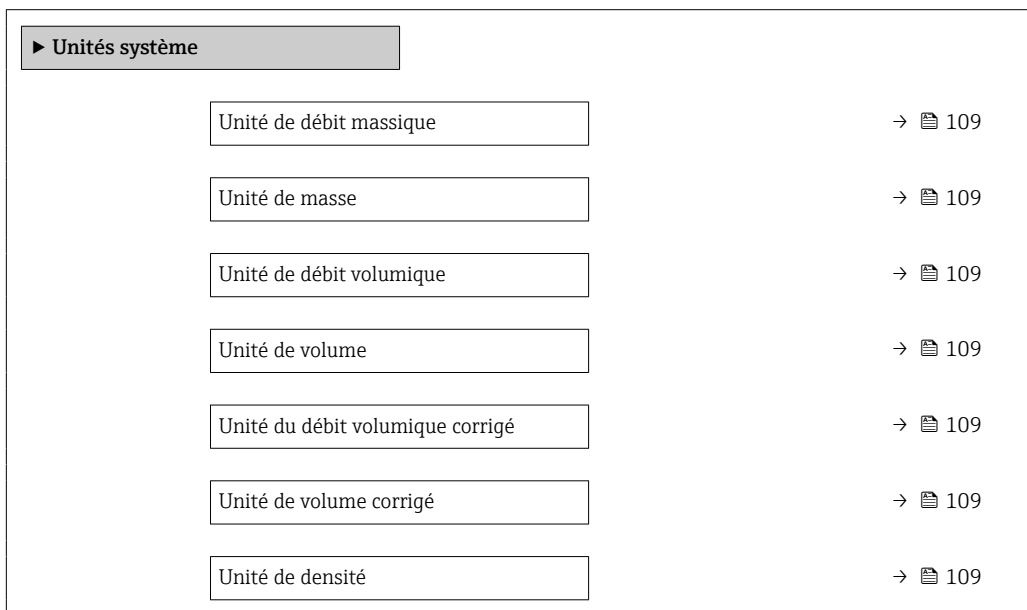 ▶ Unités système
Unité de débit massique → 109
Unité de masse → 109
Unité de débit volumique → 109
Unité de volume → 109
Unité du débit volumique corrigé → 109
Unité de volume corrigé → 109
Unité de densité → 109